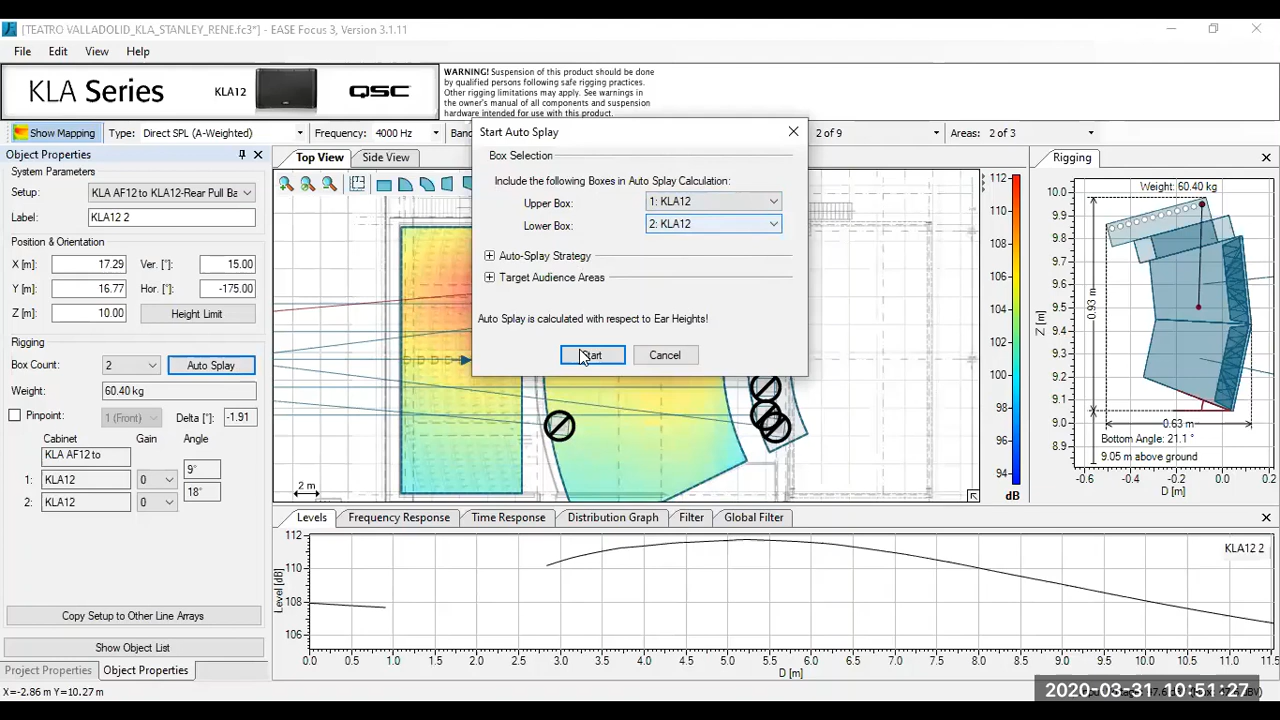 [TEATRO VALLADOLID_KLA_STANLEY_RENE.fc3*] - EASE Focus 3, Version 3.1.11
File Edit View Help
KLA Series KLA12 QSC
WARNING! Suspension of this product should be done
by qualified persons following safe rigging practices.
Other rigging limitations may apply. See warnings in
the owner's manual of all components and suspension
hardware intended for use with this product.
Show Mapping Type: Direct SPL (A-Weighted) Frequency: 4000 Hz 2 of 9 Areas: 2 of 3
Object Properties
System Parameters
Setup: KLA AF12 to KLA12-Rear Pull Ba
Label: KLA12 2
Position & Orientation
X [m]: 17.29 Ver. [°]: 15.00
Y [m]: 16.77 Hor. [°]: -175.00
Z [m]: 10.00 Height Limit
Rigging
Box Count: 2 Auto Splay
Weight: 60.40 kg
Pinpoint: 1 (Front) Delta [°]: -1.91
Cabinet Gain Angle
KLA AF12 to
1: KLA12 0 9°
2: KLA12 0 18°
Copy Setup to Other Line Arrays
Show Object List
Project Properties Object Properties
X=-2.86 m Y=10.27 m
Top View Side View
2 m
Start Auto Splay
Box Selection
Include the following Boxes in Auto Splay Calculation:
Upper Box: 1: KLA12
Lower Box: 2: KLA12
Auto-Splay Strategy
Target Audience Areas
Auto Splay is calculated with respect to Ear Heights!
Cancel
112
110
108
106
104
102
100
98
96
94
dB
Rigging
Weight: 60.40 kg
10.0
9.9
9.8
9.7
9.6
9.5
9.4
9.3
9.2
9.1
Z [m]
0.93 m
0.63 m
Bottom Angle: 21.1 °
9.05 m above ground
-0.6 -0.4 -0.2 -0.0 0.2
D [m]
Levels Frequency Response Time Response Distribution Graph Filter Global Filter
KLA12 2
Level [dB]
112
110
108
106
0.0 0.5 1.0 1.5 2.0 2.5 3.0 3.5 4.0 4.5 5.0 5.5 6.0 6.5 7.0 7.5 8.0 8.5 9.0 9.5 10.0 10.5 11.0 11.5
D [m]
2020-03-31 10:51:27